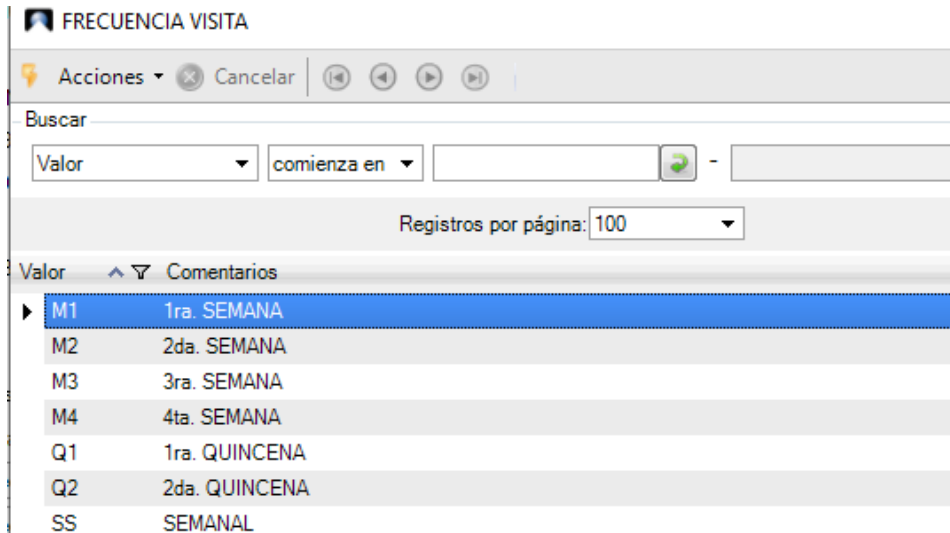 FRECUENCIA VISITA
Acciones Cancelar
Buscar
Valor comienza en -
Registros por página: 100
Valor Comentarios
M1 1ra. SEMANA
M2 2da. SEMANA
M3 3ra. SEMANA
M4 4ta. SEMANA
Q1 1ra. QUINCENA
Q2 2da. QUINCENA
SS SEMANAL